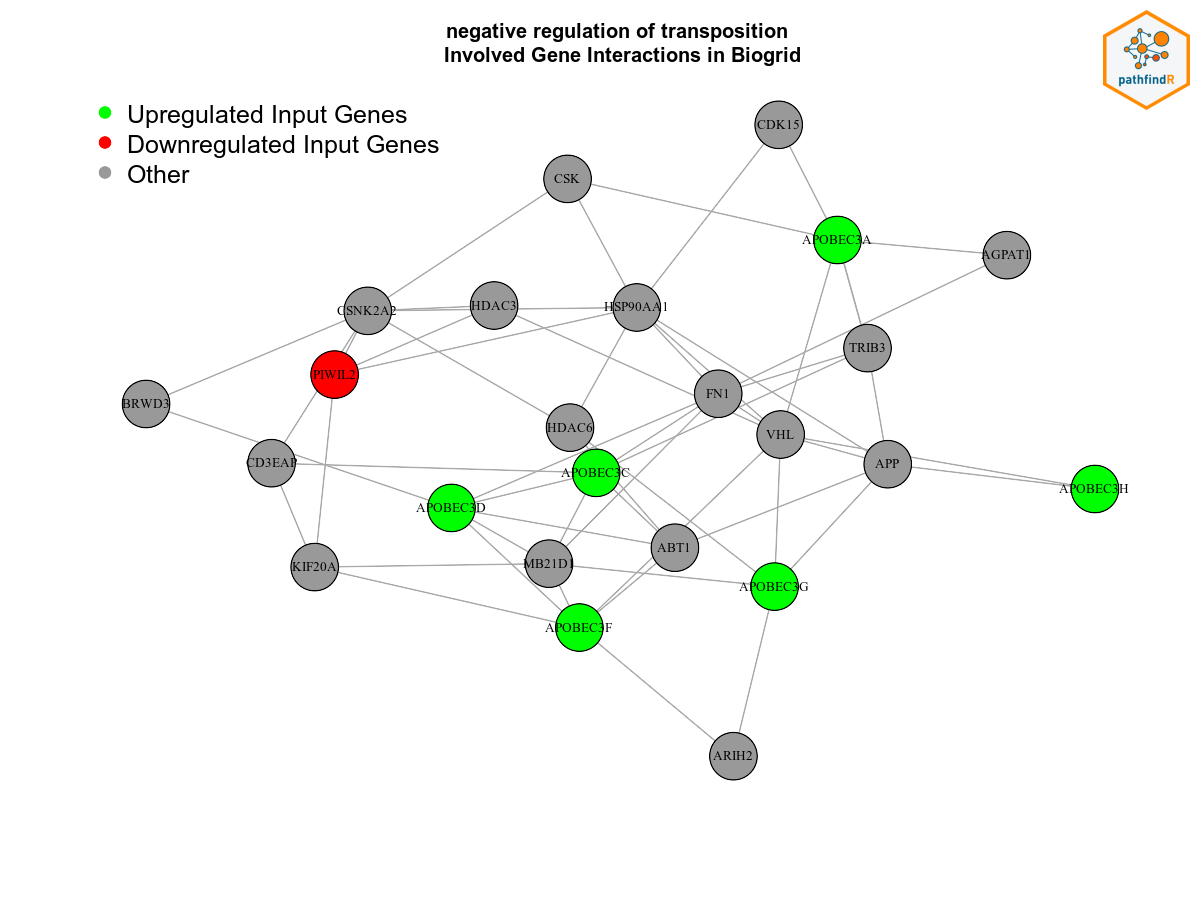 negative regulation of transposition
Involved Gene Interactions in Biogrid
pathfindR
Upregulated Input Genes
Downregulated Input Genes
Other
CDK15
CSK
APOBEC3A
AGPAT1
CSNK2A2
HDAC3
HSP90AA1
TRIB3
PIWIL2
BRWD3
FN1
HDAC6
VHL
CD3EAP
APOBEC3C
APP
APOBEC3H
APOBEC3D
ABT1
KIF20A
MB21D1
APOBEC3G
APOBEC3F
ARIH2